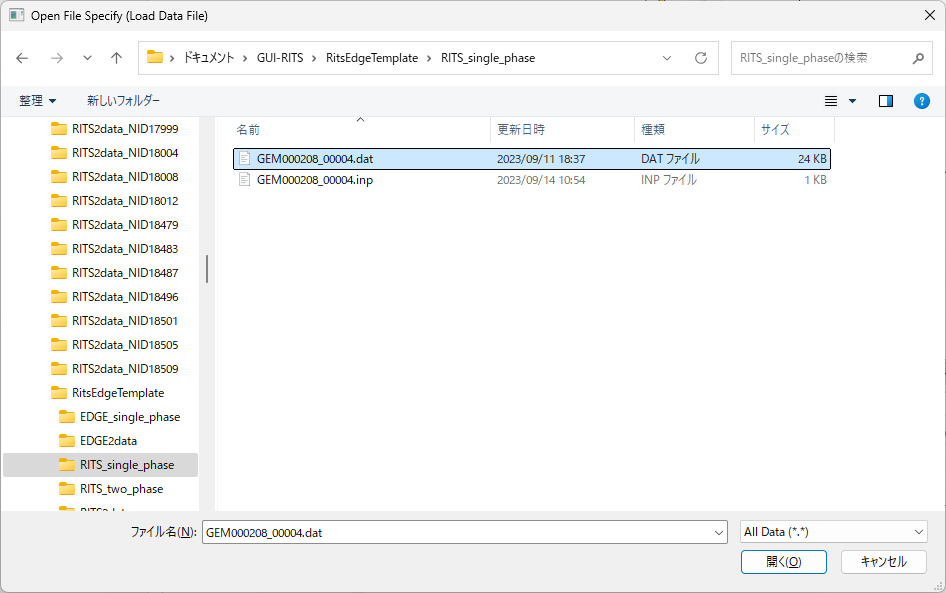 Open File Specify (Load Data File)
ドキュメント > GUI-RITS > RitsEdgeTemplate > RITS_single_phase
RITS_single_phaseの検索
整理 新しいフォルダー
RITS2data_NID17999
RITS2data_NID18004
RITS2data_NID18008
RITS2data_NID18012
RITS2data_NID18479
RITS2data_NID18483
RITS2data_NID18487
RITS2data_NID18496
RITS2data_NID18501
RITS2data_NID18505
RITS2data_NID18509
RitsEdgeTemplate
EDGE_single_phase
EDGE2data
RITS_single_phase
RITS_two_phase
名前 更新日時 種類 サイズ
GEM000208_00004.dat 2023/09/11 18:37 DAT ファイル 24 KB
GEM000208_00004.inp 2023/09/14 10:54 INP ファイル 1 KB
ファイル名(N): GEM000208_00004.dat All Data (*.*)
開く(O) キャンセル